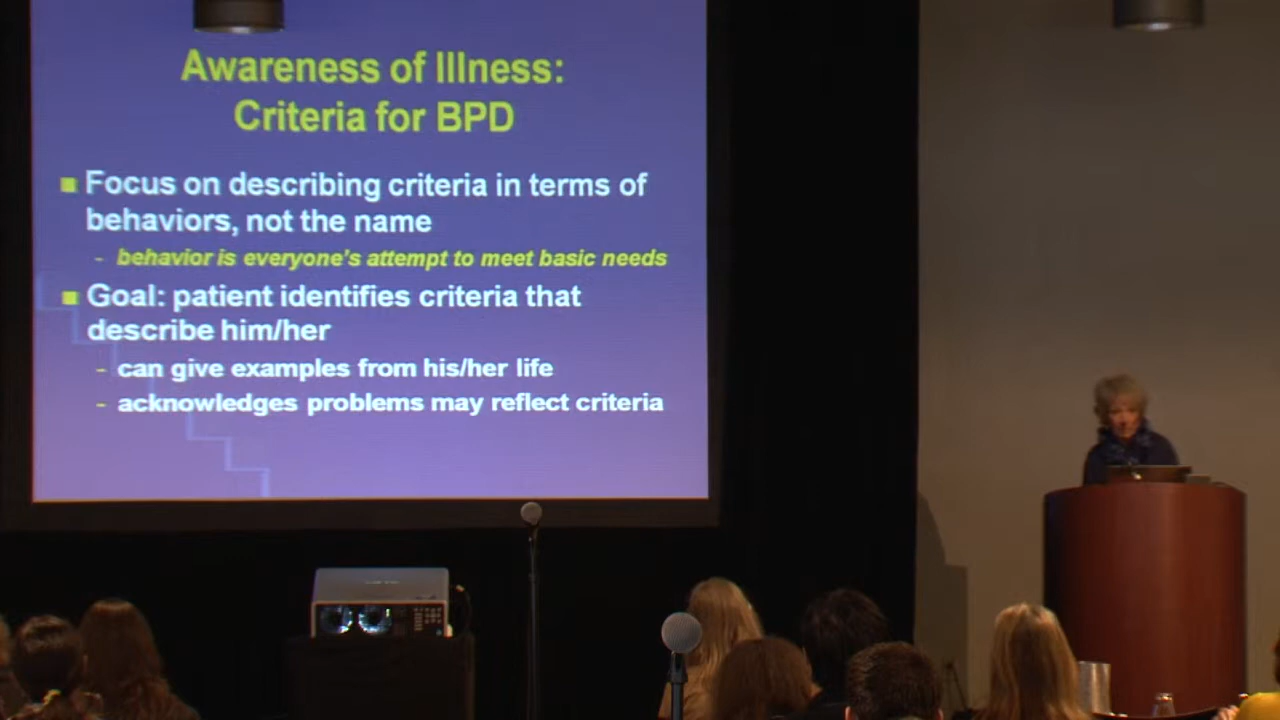 Awareness of Illness:
Criteria for BPD
Focus on describing criteria in terms of
behaviors, not the name
- behavior is everyone's attempt to meet basic needs
Goal: patient identifies criteria that
describe him/her
- can give examples from his/her life
- acknowledges problems may reflect criteria